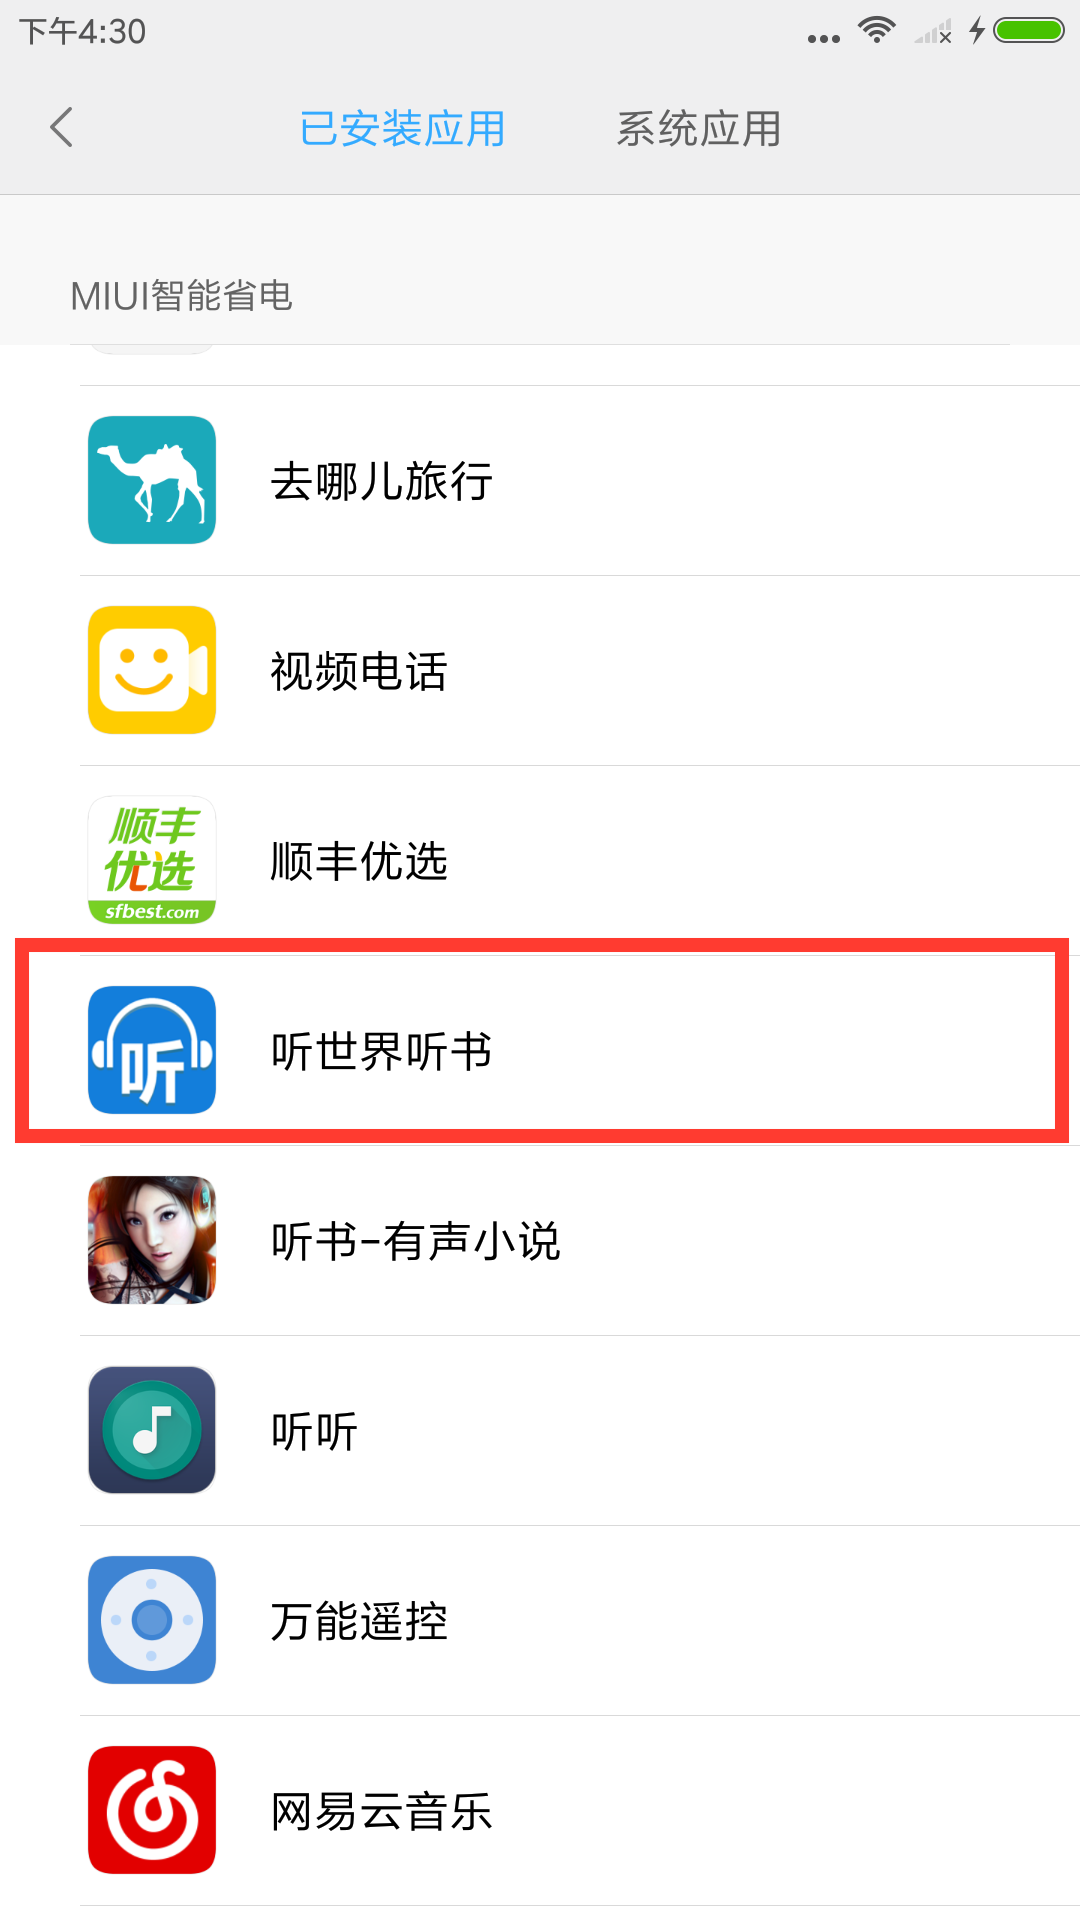 下午4:30
已安装应用 系统应用
MIUI智能省电
去哪儿旅行
视频电话
顺丰
优选
sfbest.com
顺丰优选
听
听世界听书
听书-有声小说
听听
万能遥控
网易云音乐